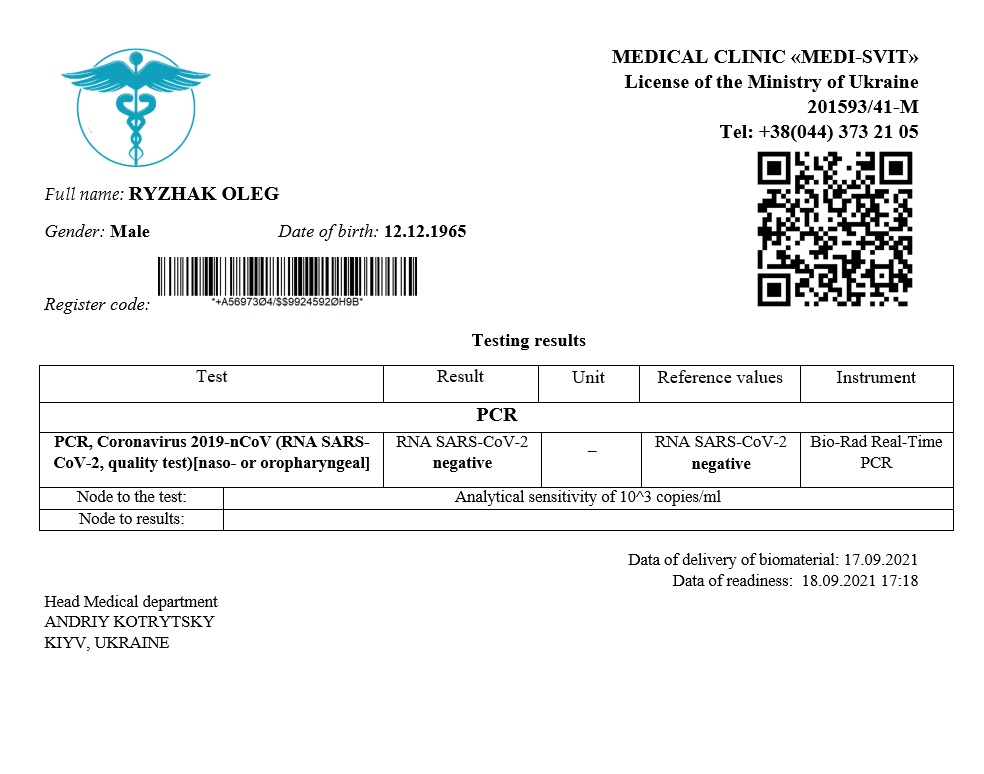 MEDICAL CLINIC «MEDI-SVIT»
License of the Ministry of Ukraine
201593/41-M
Tel: +38(044) 373 21 05
Full name: RYZHAK OLEG
Gender: Male Date of birth: 12.12.1965
Register code:
*+A56973Ø4/$$9924592ØH9B*
Testing results
Test Result Unit Reference values Instrument
PCR
PCR, Coronavirus 2019-nCoV (RNA SARS- RNA SARS-CoV-2 – RNA SARS-CoV-2 Bio-Rad Real-Time
CoV-2, quality test)[naso- or oropharyngeal] negative negative PCR
Node to the test: Analytical sensitivity of 10^3 copies/ml
Node to results:
Data of delivery of biomaterial: 17.09.2021
Data of readiness: 18.09.2021 17:18
Head Medical department
ANDRIY KOTRYTSKY
KIYV, UKRAINE